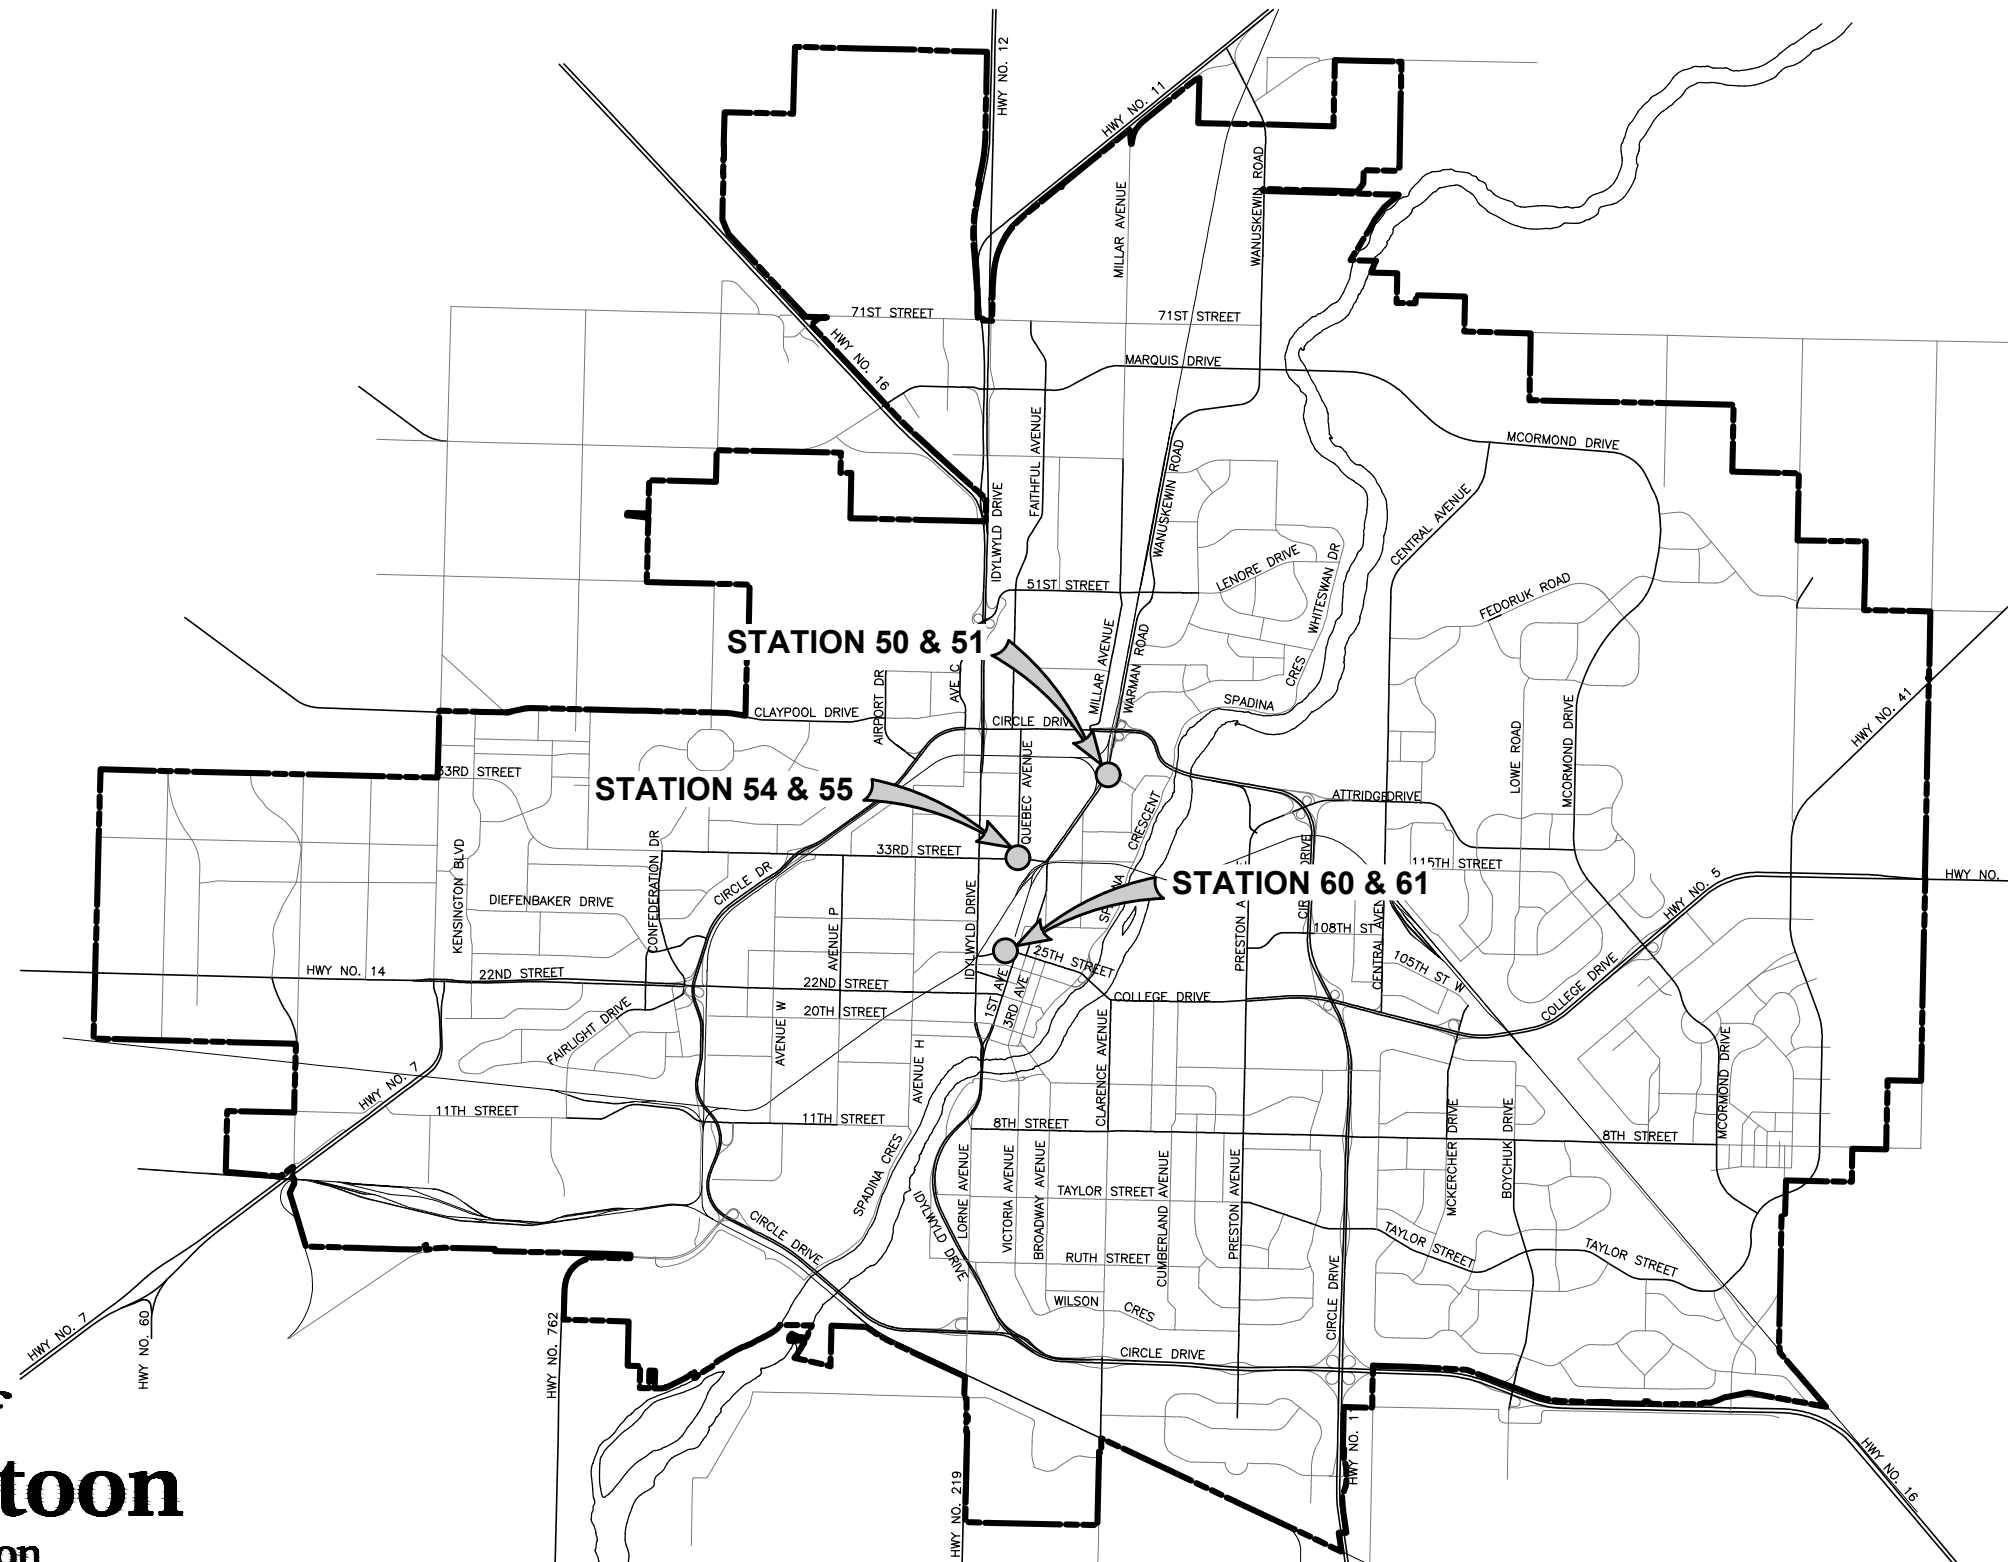 HWY NO. 12
HWY NO. 11
MILLAR AVENUE
WANUSKEWIN ROAD
71ST STREET
71ST STREET
HWY NO. 16
MARQUIS DRIVE
FAITHFUL AVENUE
MCORMOND DRIVE
WANUSKEWIN ROAD
IDYLWYLD DRIVE
CENTRAL AVENUE
51ST STREET
LENORE DRIVE
WHITESWAN DR
FEDORUK ROAD
STATION 50 & 51
MILLAR AVENUE
WARMAN ROAD
AIRPORT DR
AVE C
SPADINA
CRES
CLAYPOOL DRIVE
CIRCLE DRIVE
LOWE ROAD
MCORMOND DRIVE
HWY NO. 41
33RD STREET
STATION 54 & 55
QUEBEC AVENUE
CRESCENT
ATTRIDGE DRIVE
KENSINGTON BLVD
CONFEDERATION DR
33RD STREET
CIRCLE DR
115TH STREET
HWY NO. 5
HWY NO.
STATION 60 & 61
DIEFENBAKER DRIVE
AVENUE P
IDYLWYLD DRIVE
108TH ST
CENTRAL AVEN
25TH STREET
105TH ST W
HWY NO. 14
22ND STREET
22ND STREET
1ST AVE
3RD AVE
COLLEGE DRIVE
COLLEGE DRIVE
20TH STREET
FAIRLIGHT DRIVE
AVENUE W
AVENUE H
CLARENCE AVENUE
MCORMOND DRIVE
HWY NO. 7
11TH STREET
11TH STREET
8TH STREET
8TH STREET
MCKERCHER DRIVE
BOYCHUK DRIVE
SPADINA CRES
IDYLWYLD DRIVE
LORNE AVENUE
VICTORIA AVENUE
BROADWAY AVENUE
TAYLOR STREET
CUMBERLAND AVENUE
PRESTON AVENUE
TAYLOR STREET
TAYLOR STREET
CIRCLE DRIVE
RUTH STREET
CIRCLE DRIVE
WILSON
CRES
CIRCLE DRIVE
HWY NO. 7
HWY NO. 60
HWY NO. 762
HWY NO. 219
HWY NO. 11
HWY NO. 16
toon
on